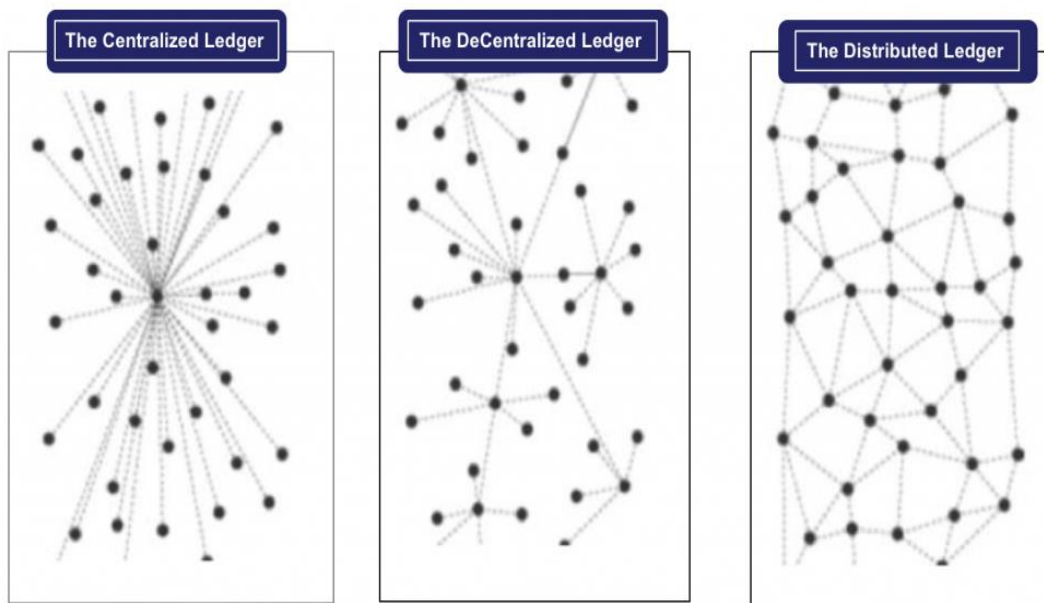 The Centralized Ledger
The DeCentralized Ledger
The Distributed Ledger